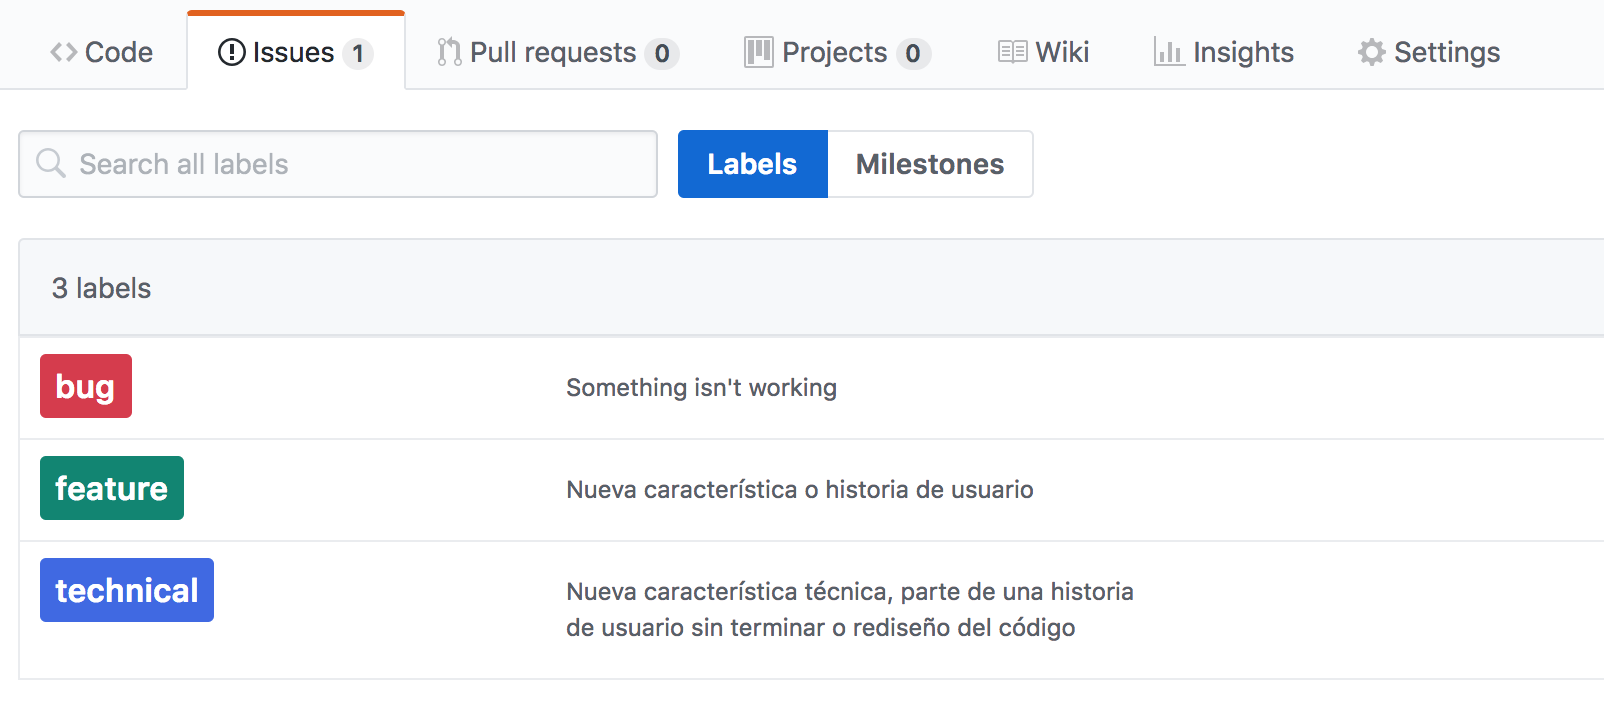 Code Issues 1 Pull requests 0 Projects 0 Wiki Insights Settings
Search all labels Labels Milestones
3 labels
bug Something isn't working
feature Nueva característica o historia de usuario
technical Nueva característica técnica, parte de una historia
de usuario sin terminar o rediseño del código